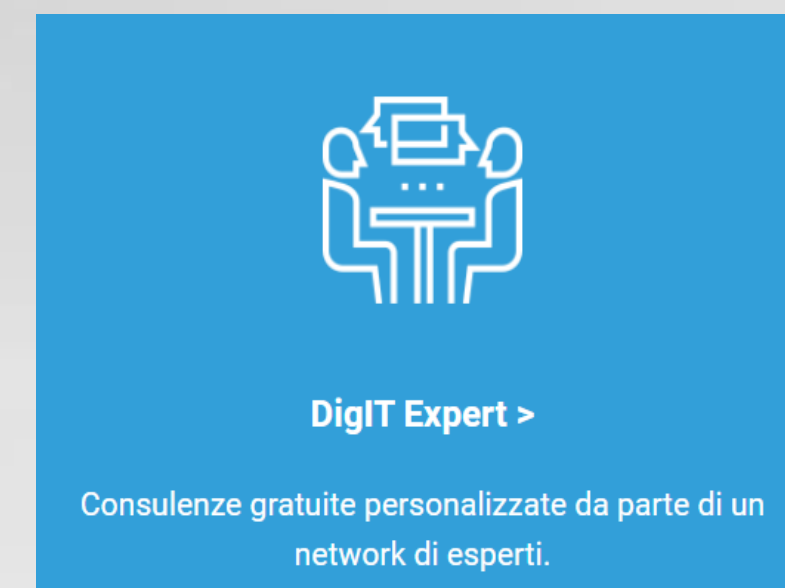 DigIT Expert >
Consulenze gratuite personalizzate da parte di un
network di esperti.